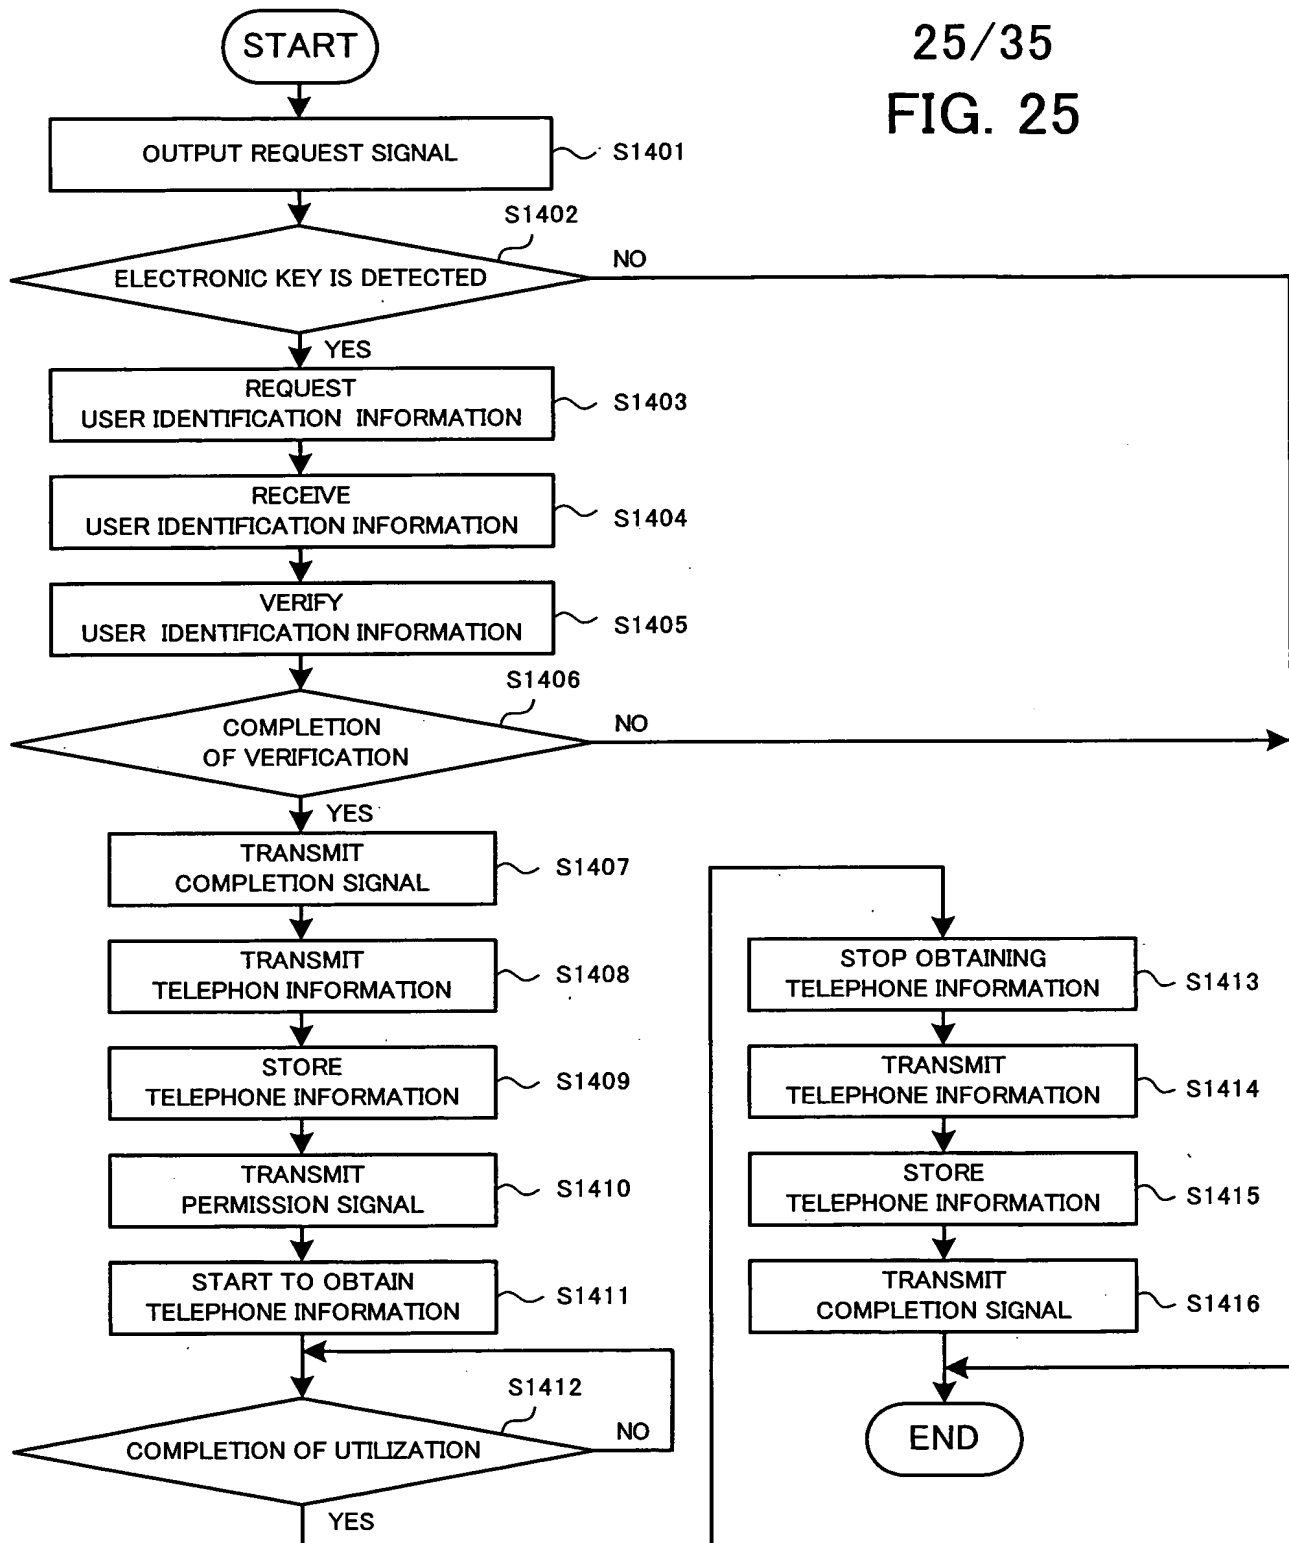 25/35
FIG. 25
START
OUTPUT REQUEST SIGNAL
S1401
S1402
ELECTRONIC KEY IS DETECTED
NO
YES
REQUEST
USER IDENTIFICATION INFORMATION
S1403
RECEIVE
USER IDENTIFICATION INFORMATION
S1404
VERIFY
USER IDENTIFICATION INFORMATION
S1405
S1406
COMPLETION
OF VERIFICATION
NO
YES
TRANSMIT
COMPLETION SIGNAL
S1407
TRANSMIT
TELEPHON INFORMATION
S1408
STORE
TELEPHONE INFORMATION
S1409
TRANSMIT
PERMISSION SIGNAL
S1410
START TO OBTAIN
TELEPHONE INFORMATION
S1411
S1412
COMPLETION OF UTILIZATION
NO
YES
STOP OBTAINING
TELEPHONE INFORMATION
S1413
TRANSMIT
TELEPHONE INFORMATION
S1414
STORE
TELEPHONE INFORMATION
S1415
TRANSMIT
COMPLETION SIGNAL
S1416
END